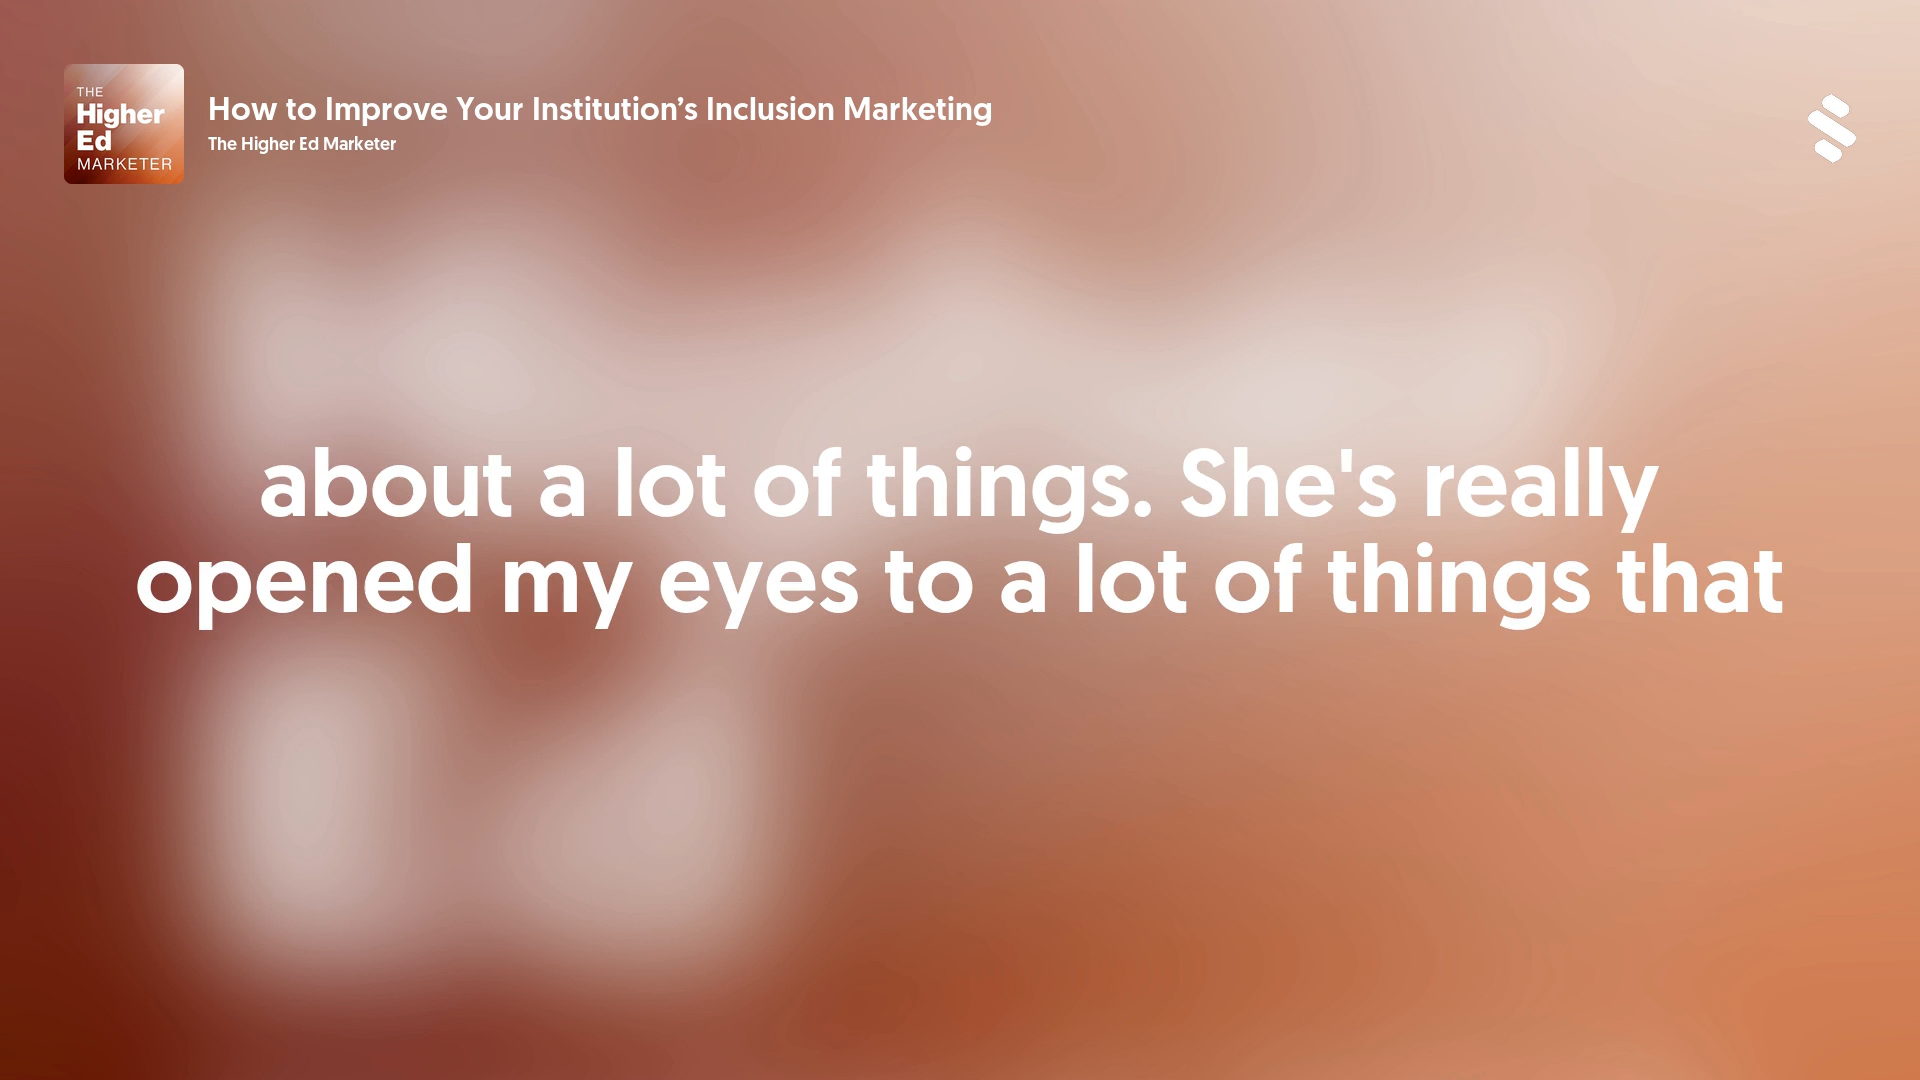 THE
Higher
Ed
MARKETER
How to Improve Your Institution’s Inclusion Marketing
The Higher Ed Marketer
about a lot of things. She's really
opened my eyes to a lot of things that